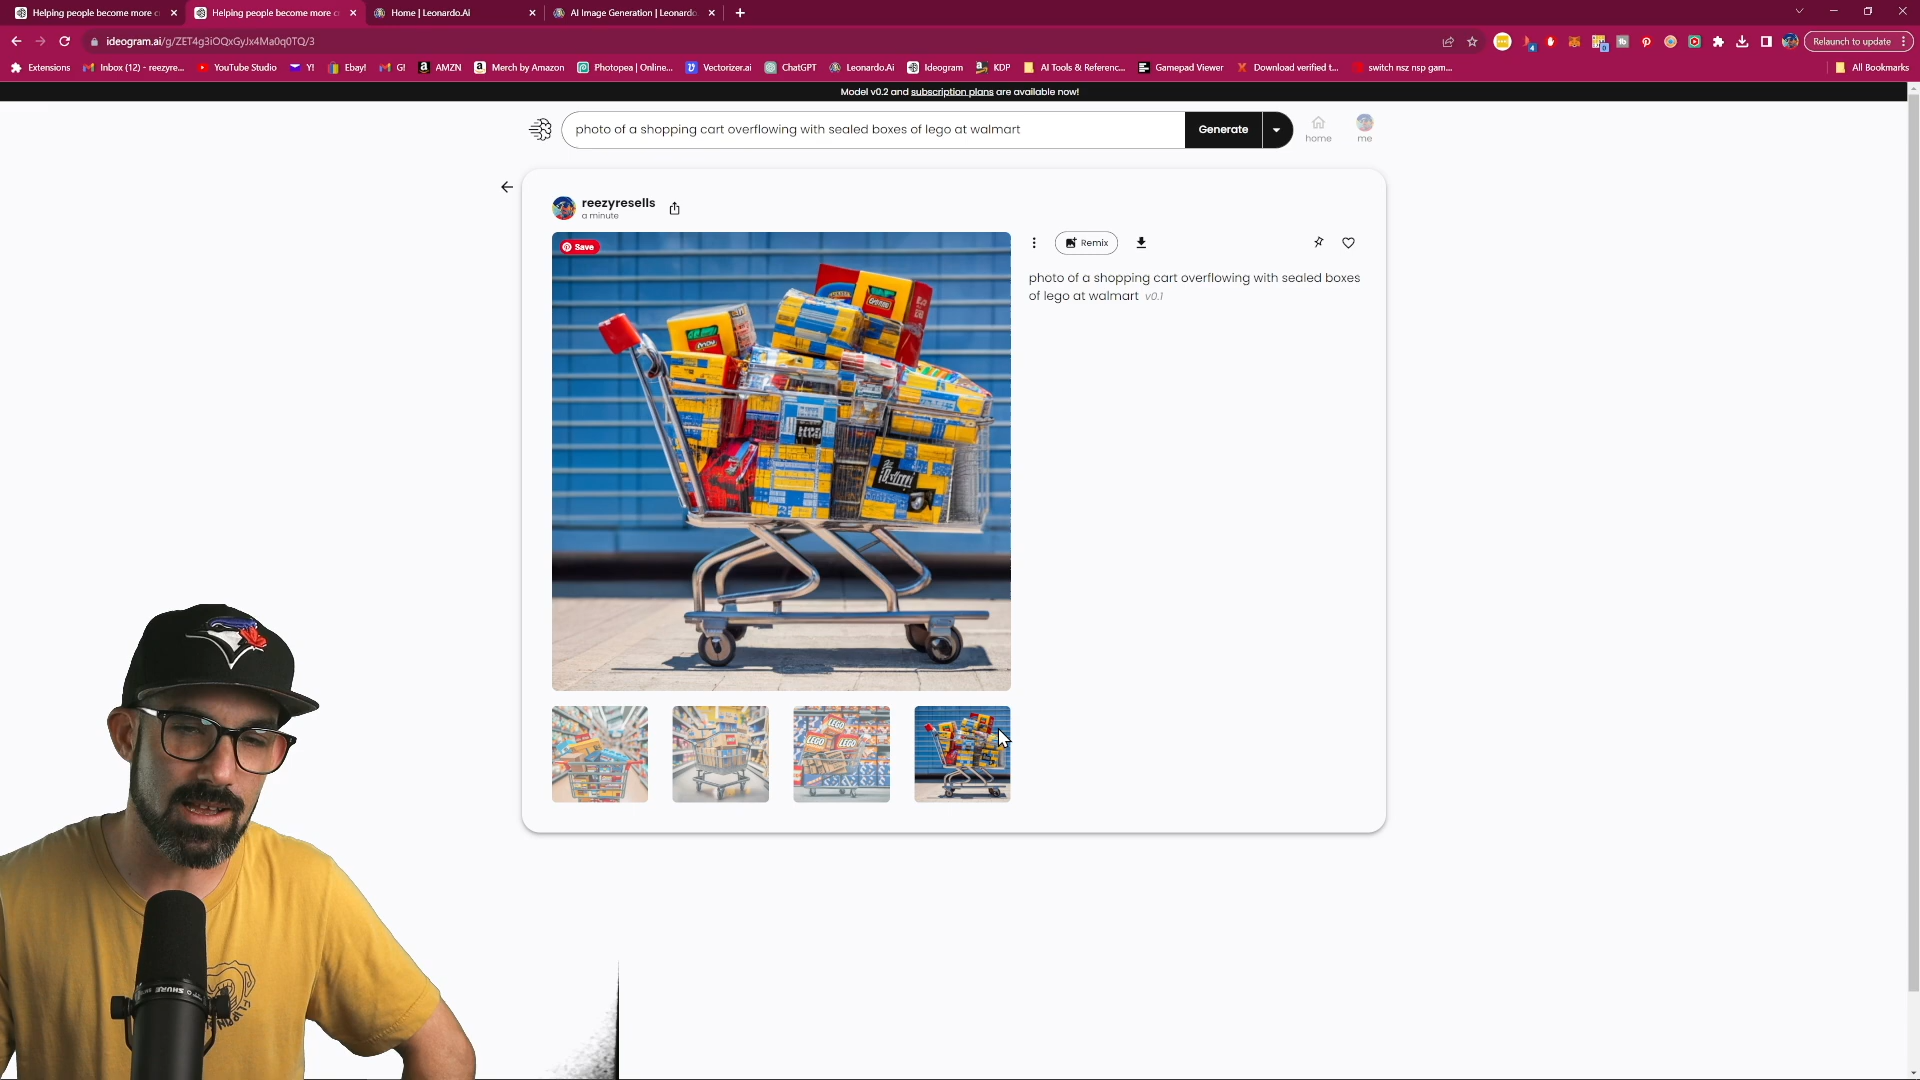 Helping people become more c
Helping people become more c
Home | Leonardo.Ai
AI Image Generation | Leonardo.
ideogram.ai/g/ZET4g3iOQxGyJx4Ma0q0TQ/3
Relaunch to update
Extensions
Inbox (12) - reezyre...
YouTube Studio
Y!
Ebay!
G!
AMZN
Merch by Amazon
Photopea | Online...
Vectorizer.ai
ChatGPT
Leonardo.Ai
Ideogram
KDP
AI Tools & Referenc...
Gamepad Viewer
Download verified t...
switch nsz nsp gam...
All Bookmarks
Model v0.2 and subscription plans are available now!
photo of a shopping cart overflowing with sealed boxes of lego at walmart
Generate
home
me
reezyresells
a minute
Save
Remix
photo of a shopping cart overflowing with sealed boxes
of lego at walmart v0.1
LEGO
LEGO
LEGO
SHURE